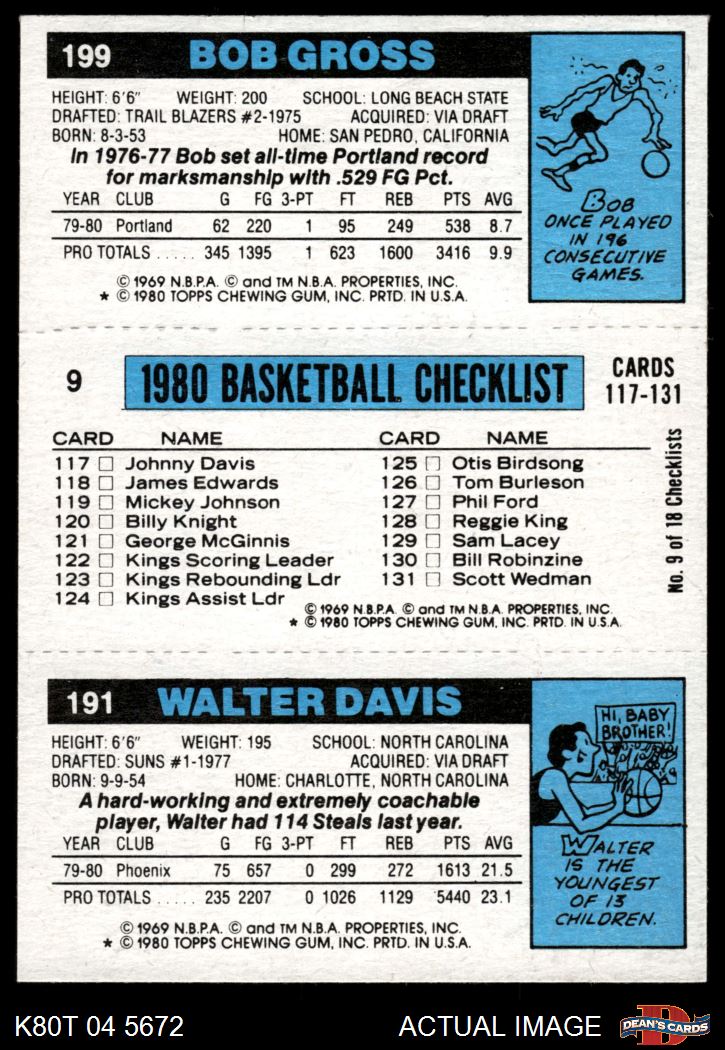 199 BOB GROSS
HEIGHT: 6'6" WEIGHT: 200 SCHOOL: LONG BEACH STATE
DRAFTED: TRAIL BLAZERS #2-1975 ACQUIRED: VIA DRAFT
BORN: 8-3-53 HOME: SAN PEDRO, CALIFORNIA
In 1976-77 Bob set all-time Portland record
for marksmanship with .529 FG Pct.
YEAR CLUB G FG 3-PT FT REB PTS AVG
79-80 Portland 62 220 1 95 249 538 8.7
PRO TOTALS ..... 345 1395 1 623 1600 3416 9.9
© 1969 N.B.P.A. © and TM N.B.A. PROPERTIES, INC.
* © 1980 TOPPS CHEWING GUM, INC. PRTD. IN U.S.A.
BOB
ONCE PLAYED
IN 196
CONSECUTIVE
GAMES.
9 1980 BASKETBALL CHECKLIST CARDS
117-131
CARD NAME CARD NAME
117 □ Johnny Davis 125 □ Otis Birdsong
118 □ James Edwards 126 □ Tom Burleson
119 □ Mickey Johnson 127 □ Phil Ford
120 □ Billy Knight 128 □ Reggie King
121 □ George McGinnis 129 □ Sam Lacey
122 □ Kings Scoring Leader 130 □ Bill Robinzine
123 □ Kings Rebounding Ldr 131 □ Scott Wedman
124 □ Kings Assist Ldr
© 1969 N.B.P.A. © and TM N.B.A. PROPERTIES, INC.
* © 1980 TOPPS CHEWING GUM, INC. PRTD. IN U.S.A.
No. 9 of 18 Checklists
191 WALTER DAVIS
HEIGHT: 6'6" WEIGHT: 195 SCHOOL: NORTH CAROLINA
DRAFTED: SUNS #1-1977 ACQUIRED: VIA DRAFT
BORN: 9-9-54 HOME: CHARLOTTE, NORTH CAROLINA
A hard-working and extremely coachable
player, Walter had 114 Steals last year.
YEAR CLUB G FG 3-PT FT REB PTS AVG
79-80 Phoenix 75 657 0 299 272 1613 21.5
PRO TOTALS ..... 235 2207 0 1026 1129 5440 23.1
© 1969 N.B.P.A. © and TM N.B.A. PROPERTIES, INC.
* © 1980 TOPPS CHEWING GUM, INC. PRTD. IN U.S.A.
HI, BABY
BROTHER!
WALTER
IS THE
YOUNGEST
OF 13
CHILDREN.
K80T 04 5672 ACTUAL IMAGE
D
DEAN'S CARDS